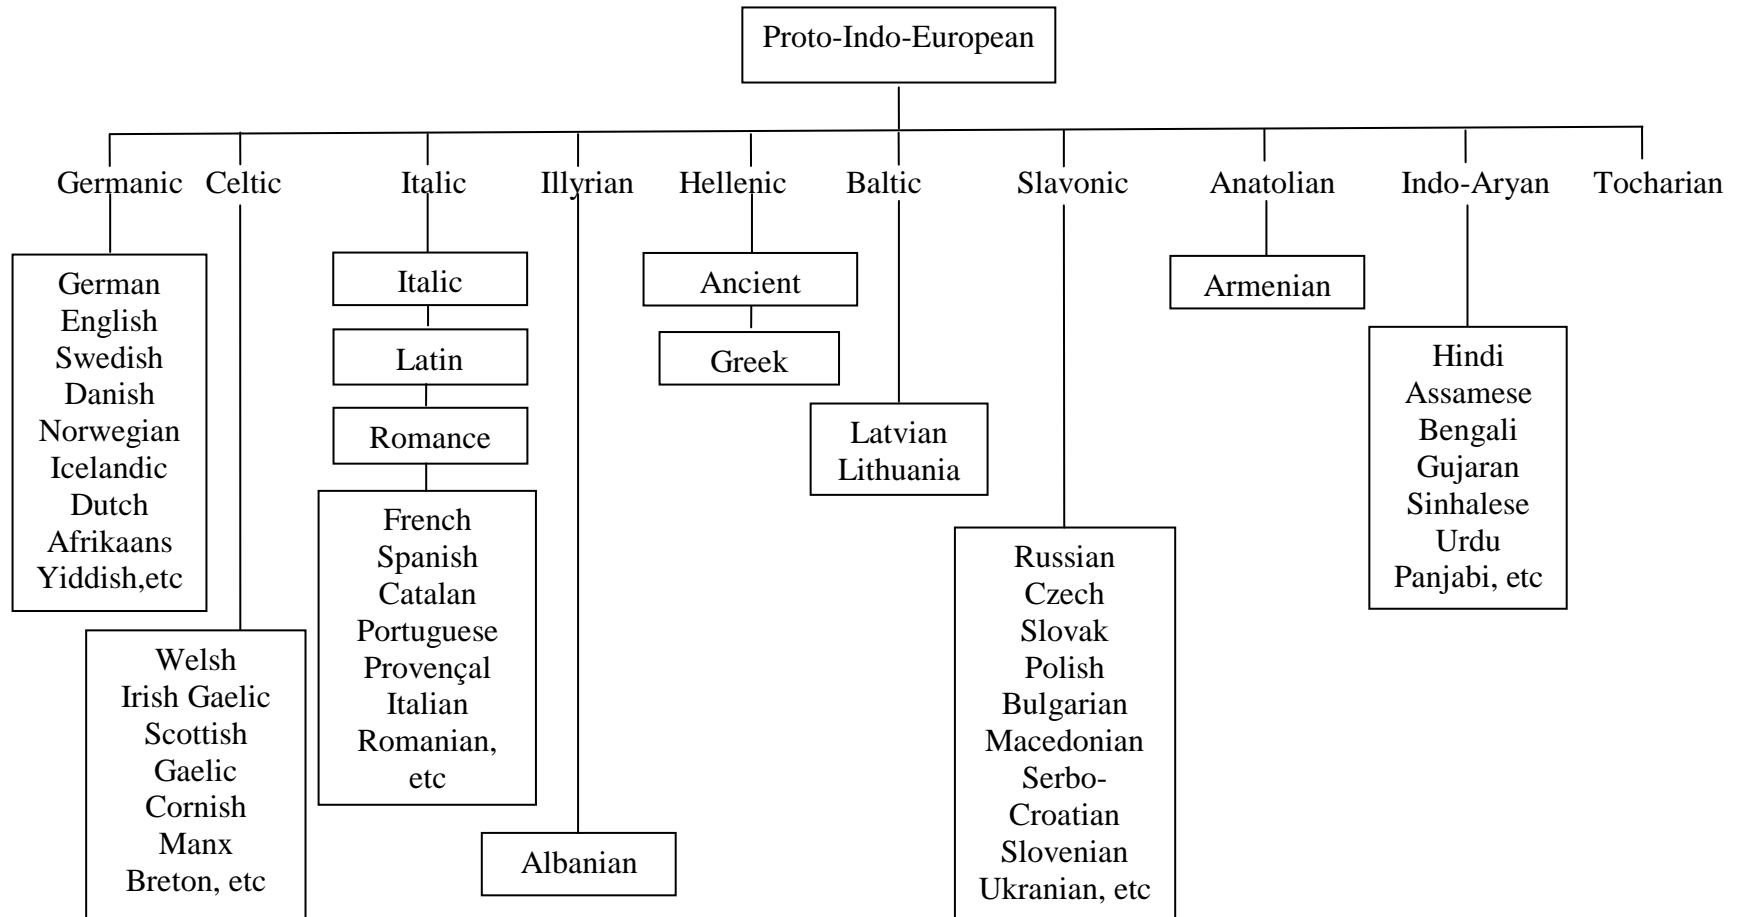 Proto-Indo-European
Germanic Celtic Italic Illyrian Hellenic Baltic Slavonic Anatolian Indo-Aryan Tocharian
German
English
Swedish
Danish
Norwegian
Icelandic
Dutch
Afrikaans
Yiddish,etc
Welsh
Irish Gaelic
Scottish
Gaelic
Cornish
Manx
Breton, etc
Italic
Latin
Romance
French
Spanish
Catalan
Portuguese
Provençal
Italian
Romanian,
etc
Albanian
Ancient
Greek
Latvian
Lithuania
Russian
Czech
Slovak
Polish
Bulgarian
Macedonian
Serbo-
Croatian
Slovenian
Ukranian, etc
Armenian
Hindi
Assamese
Bengali
Gujaran
Sinhalese
Urdu
Panjabi, etc